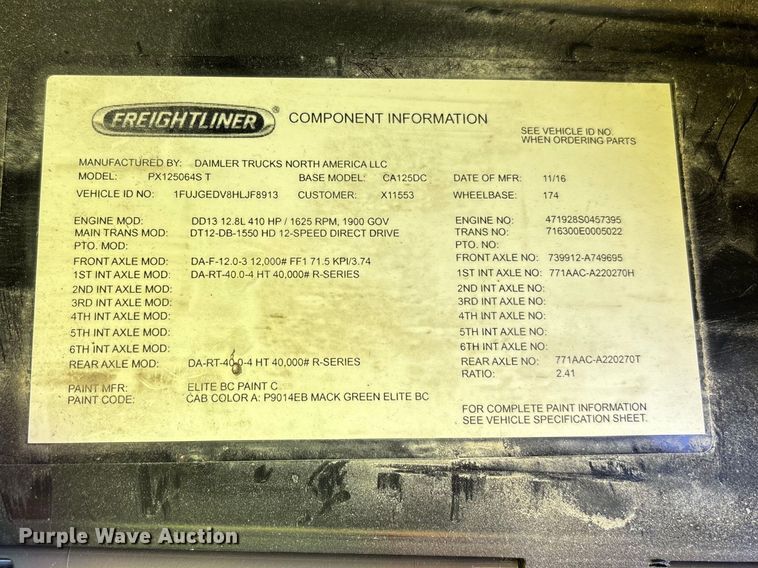 FREIGHTLINER ® COMPONENT INFORMATION
SEE VEHICLE ID NO.
WHEN ORDERING PARTS
MANUFACTURED BY: DAIMLER TRUCKS NORTH AMERICA LLC
MODEL: PX125064S T BASE MODEL: CA125DC DATE OF MFR: 11/16
VEHICLE ID NO: 1FUJGEDV8HLJF8913 CUSTOMER: X11553 WHEELBASE: 174
ENGINE MOD: DD13 12.8L 410 HP / 1625 RPM, 1900 GOV ENGINE NO: 471928S0457395
MAIN TRANS MOD: DT12-DB-1550 HD 12-SPEED DIRECT DRIVE TRANS NO: 716300E0005022
PTO. MOD: PTO. NO:
FRONT AXLE MOD: DA-F-12.0-3 12,000# FF1 71.5 KPI/3.74 FRONT AXLE NO: 739912-A749695
1ST INT AXLE MOD: DA-RT-40.0-4 HT 40,000# R-SERIES 1ST INT AXLE NO: 771AAC-A220270H
2ND INT AXLE MOD: 2ND INT AXLE NO:
3RD INT AXLE MOD: 3RD INT AXLE NO:
4TH INT AXLE MOD: 4TH INT AXLE NO:
5TH INT AXLE MOD: 5TH INT AXLE NO:
6TH INT AXLE MOD: 6TH INT AXLE NO:
REAR AXLE MOD: DA-RT-40.0-4 HT 40,000# R-SERIES REAR AXLE NO: 771AAC-A220270T
RATIO: 2.41
PAINT MFR: ELITE BC PAINT C
PAINT CODE: CAB COLOR A: P9014EB MACK GREEN ELITE BC
FOR COMPLETE PAINT INFORMATION
SEE VEHICLE SPECIFICATION SHEET.
Purple Wave Auction